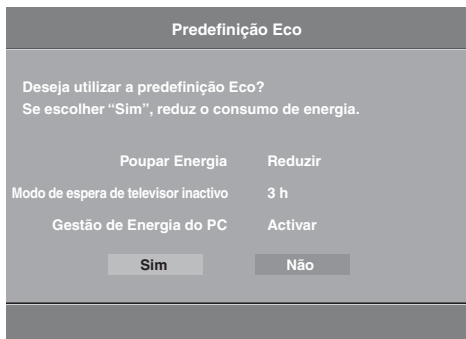 Predefinição Eco
Deseja utilizar a predefinição Eco?
Se escolher “Sim”, reduz o consumo de energia.
Poupar Energia Reduzir
Modo de espera de televisor inactivo 3 h
Gestão de Energia do PC Activar
Sim Não